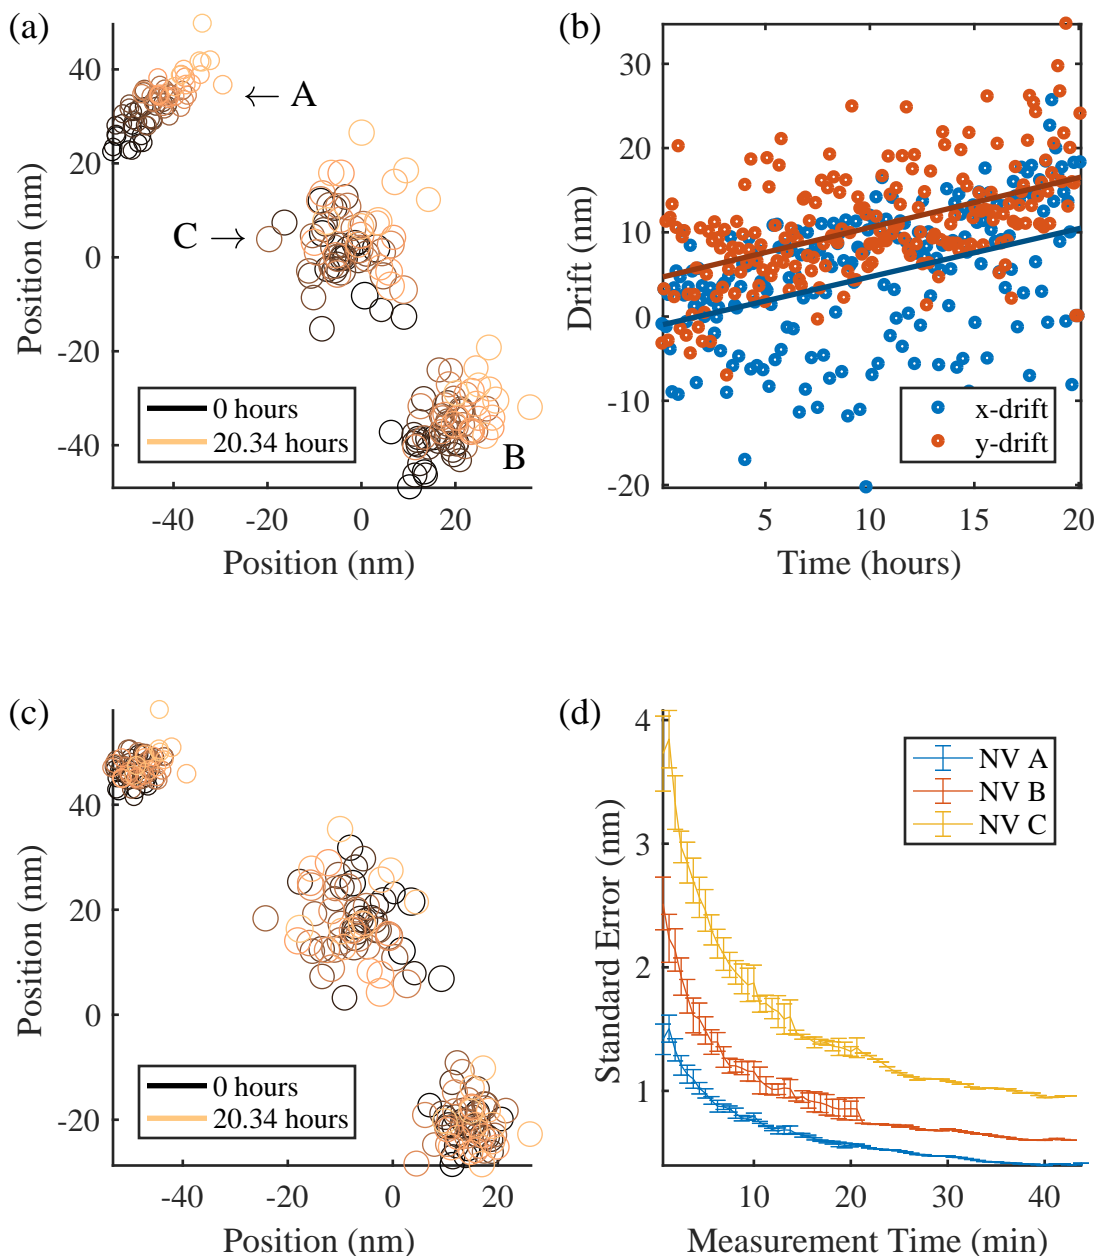 (a)
40
20
0
-20
-40
Position (nm)
← A
C →
B
0 hours
20.34 hours
-40 -20 0 20
Position (nm)
(b)
30
20
10
0
-10
-20
Drift (nm)
x-drift
y-drift
5 10 15 20
Time (hours)
(c)
40
20
0
-20
Position (nm)
0 hours
20.34 hours
-40 -20 0 20
Position (nm)
(d)
4
3
2
1
Standard Error (nm)
NV A
NV B
NV C
10 20 30 40
Measurement Time (min)